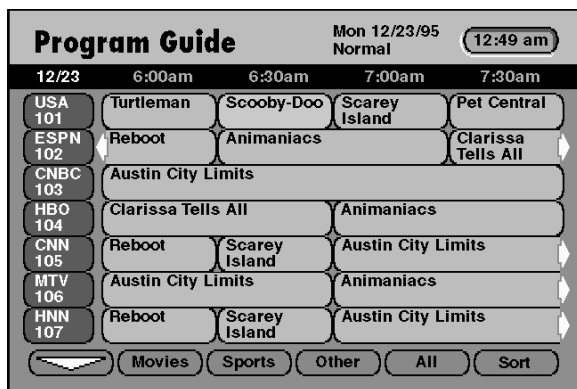 Program Guide
Mon 12/23/95
Normal
12:49 am
12/23 6:00am 6:30am 7:00am 7:30am
USA
101
Turtleman
Scooby-Doo
Scarey
Island
Pet Central
ESPN
102
Reboot
Animaniacs
Clarissa
Tells All
CNBC
103
Austin City Limits
HBO
104
Clarissa Tells All
Animaniacs
CNN
105
Reboot
Scarey
Island
Austin City Limits
MTV
106
Austin City Limits
Animaniacs
HNN
107
Reboot
Scarey
Island
Austin City Limits
Movies Sports Other All Sort